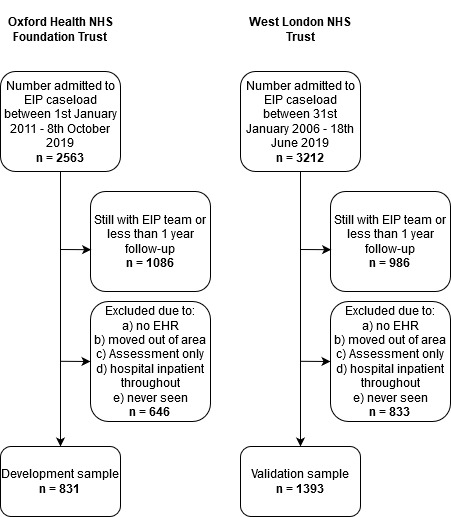 Oxford Health NHS
Foundation Trust
Number admitted to
EIP caseload
between 1st January
2011 - 8th October
2019
n = 2563
Still with EIP team or
less than 1 year
follow-up
n = 1086
Excluded due to:
a) no EHR
b) moved out of area
c) Assessment only
d) hospital inpatient
throughout
e) never seen
n = 646
Development sample
n = 831
West London NHS
Trust
Number admitted to
EIP caseload
between 31st
January 2006 - 18th
June 2019
n = 3212
Still with EIP team or
less than 1 year
follow-up
n = 986
Excluded due to:
a) no EHR
b) moved out of area
c) Assessment only
d) hospital inpatient
throughout
e) never seen
n = 833
Validation sample
n = 1393